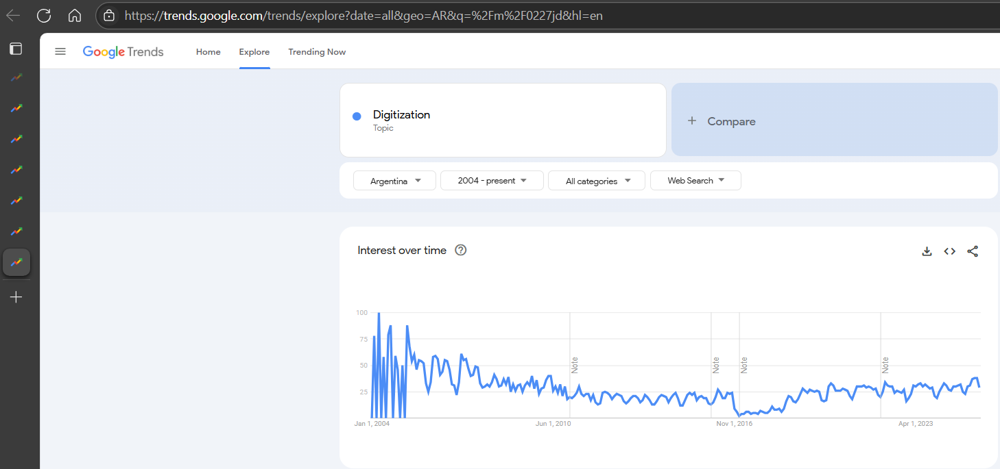 https://trends.google.com/trends/explore?date=all&geo=AR&q=%2Fm%2F0227jd&hl=en
Google Trends Home Explore Trending Now
Digitization
Topic
+ Compare
Argentina 2004 - present All categories Web Search
Interest over time
100
75
50
25
Note Note Note Note
Jan 1, 2004 Jun 1, 2010 Nov 1, 2016 Apr 1, 2023